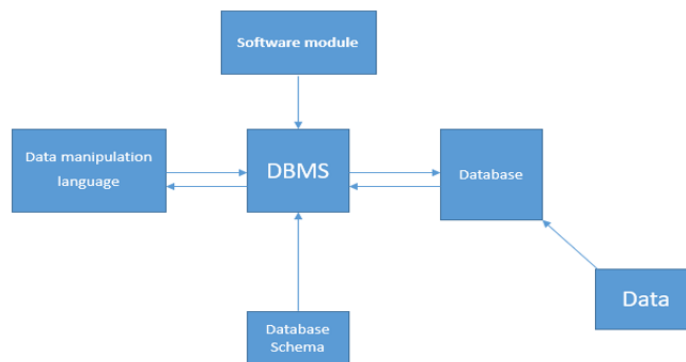 Software module
Data manipulation
language
DBMS
Database
Data
Database
Schema